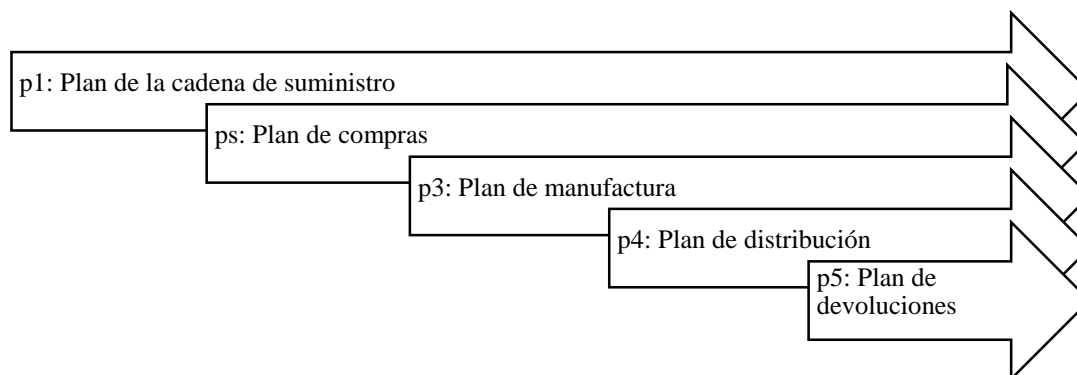 p1: Plan de la cadena de suministro
ps: Plan de compras
p3: Plan de manufactura
p4: Plan de distribución
p5: Plan de
devoluciones